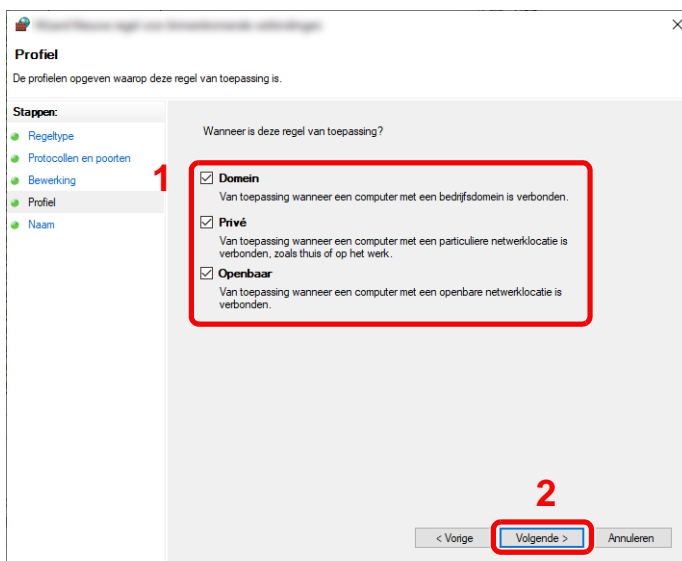 Profiel
De profielen opgeven waarop deze regel van toepassing is.
Stappen:
Regeltype
Protocollen en poorten
Bewerking
Profiel
Naam
Wanneer is deze regel van toepassing?
1
Domein
Van toepassing wanneer een computer met een bedrijfsdomein is verbonden.
Privé
Van toepassing wanneer een computer met een particuliere netwerklocatie is
verbonden, zoals thuis of op het werk.
Openbaar
Van toepassing wanneer een computer met een openbare netwerklocatie is
verbonden.
2
< Vorige
Volgende >
Annuleren